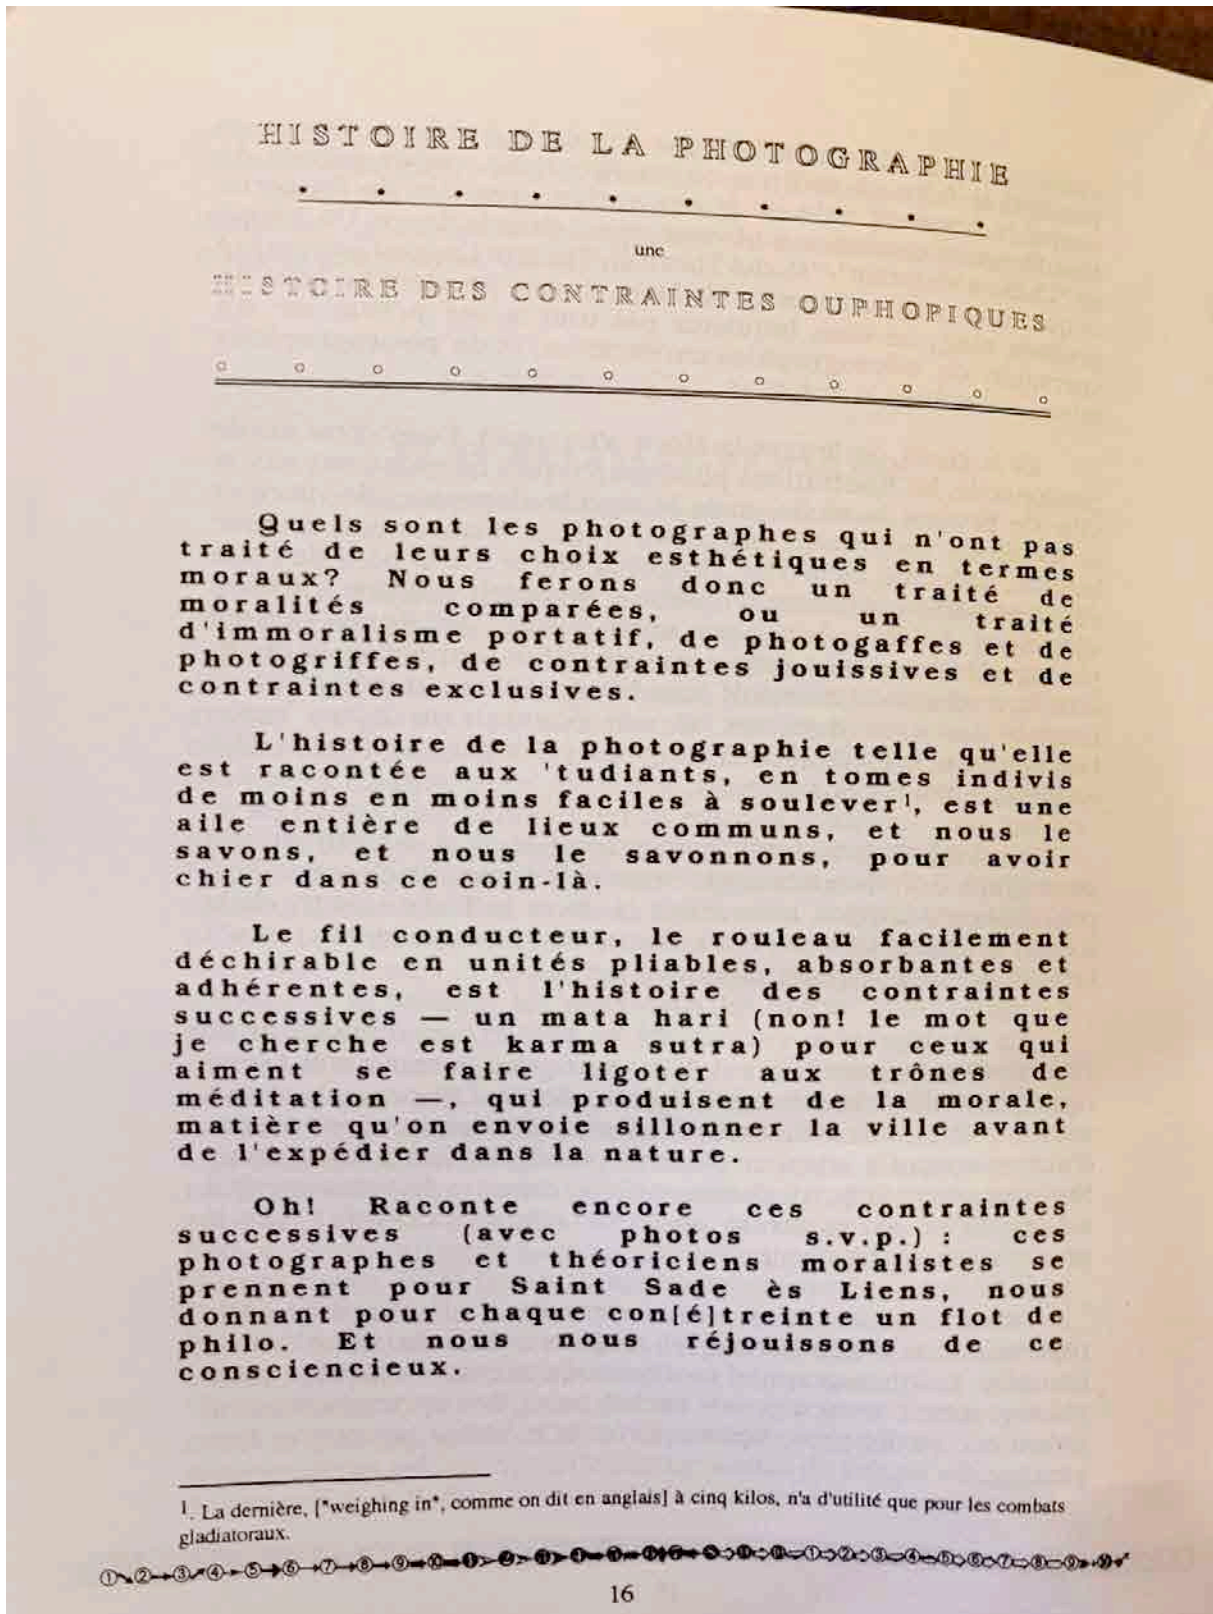 HISTOIRE DE LA PHOTOGRAPHIE
une
HISTOIRE DES CONTRAINTES OUPHOPIQUES
Quels sont les photographes qui n'ont pas
traité de leurs choix esthétiques en termes
moraux? Nous ferons donc un traité de
moralités comparées, ou un traité
d'immoralisme portatif, de photogaffes et de
photogriffes, de contraintes jouissives et de
contraintes exclusives.
L'histoire de la photographie telle qu'elle
est racontée aux 'tudiants, en tomes indivis
de moins en moins faciles à soulever¹, est une
aile entière de lieux communs, et nous le
savons, et nous le savonnons, pour avoir
chier dans ce coin-là.
Le fil conducteur, le rouleau facilement
déchirable en unités pliables, absorbantes et
adhérentes, est l'histoire des contraintes
successives — un mata hari (non! le mot que
je cherche est karma sutra) pour ceux qui
aiment se faire ligoter aux trônes de
méditation —, qui produisent de la morale,
matière qu'on envoie sillonner la ville avant
de l'expédier dans la nature.
Oh! Raconte encore ces contraintes
successives (avec photos s.v.p.) : ces
photographes et théoriciens moralistes se
prennent pour Saint Sade ès Liens, nous
donnant pour chaque con[é]treinte un flot de
philo. Et nous nous réjouissons de ce
consciencieux.
1. La dernière, ["weighing in", comme on dit en anglais] à cinq kilos, n'a d'utilité que pour les combats
gladiatoraux.
16